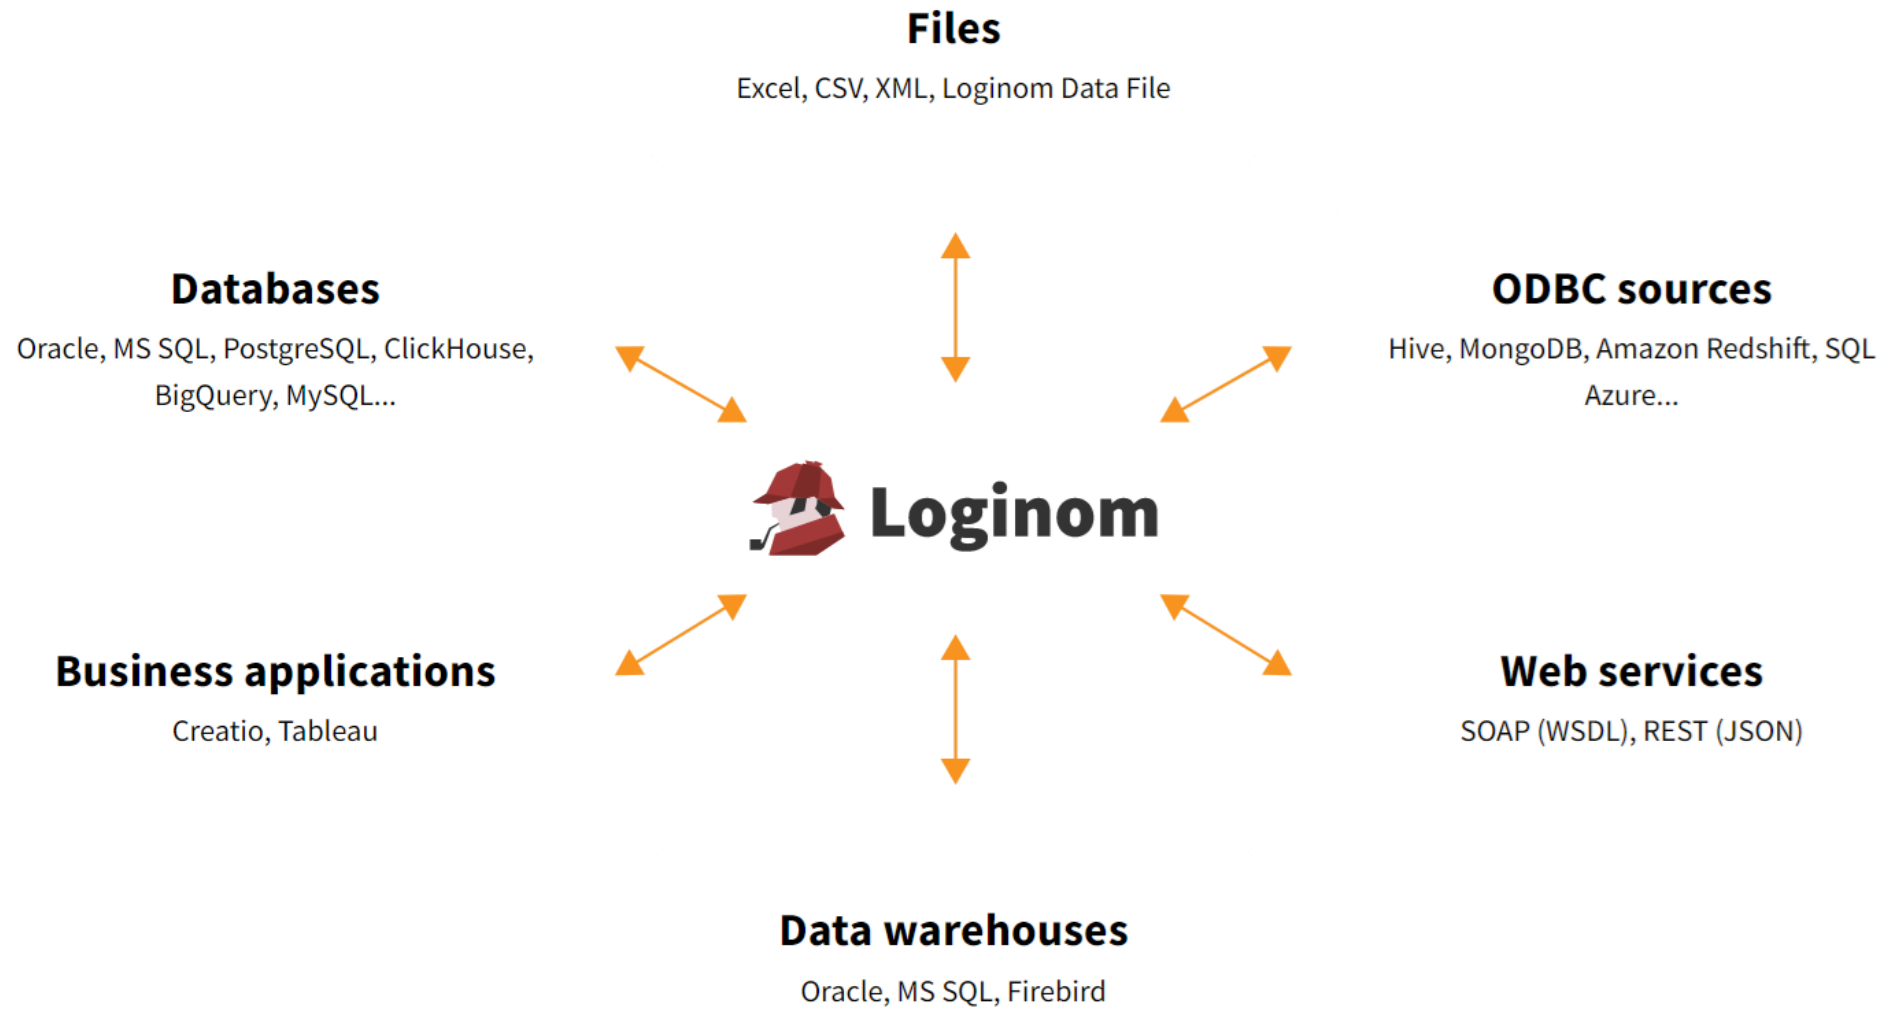 Files
Excel, CSV, XML, Loginom Data File
Databases
Oracle, MS SQL, PostgreSQL, ClickHouse,
BigQuery, MySQL...
ODBC sources
Hive, MongoDB, Amazon Redshift, SQL
Azure...
Loginom
Business applications
Creatio, Tableau
Web services
SOAP (WSDL), REST (JSON)
Data warehouses
Oracle, MS SQL, Firebird